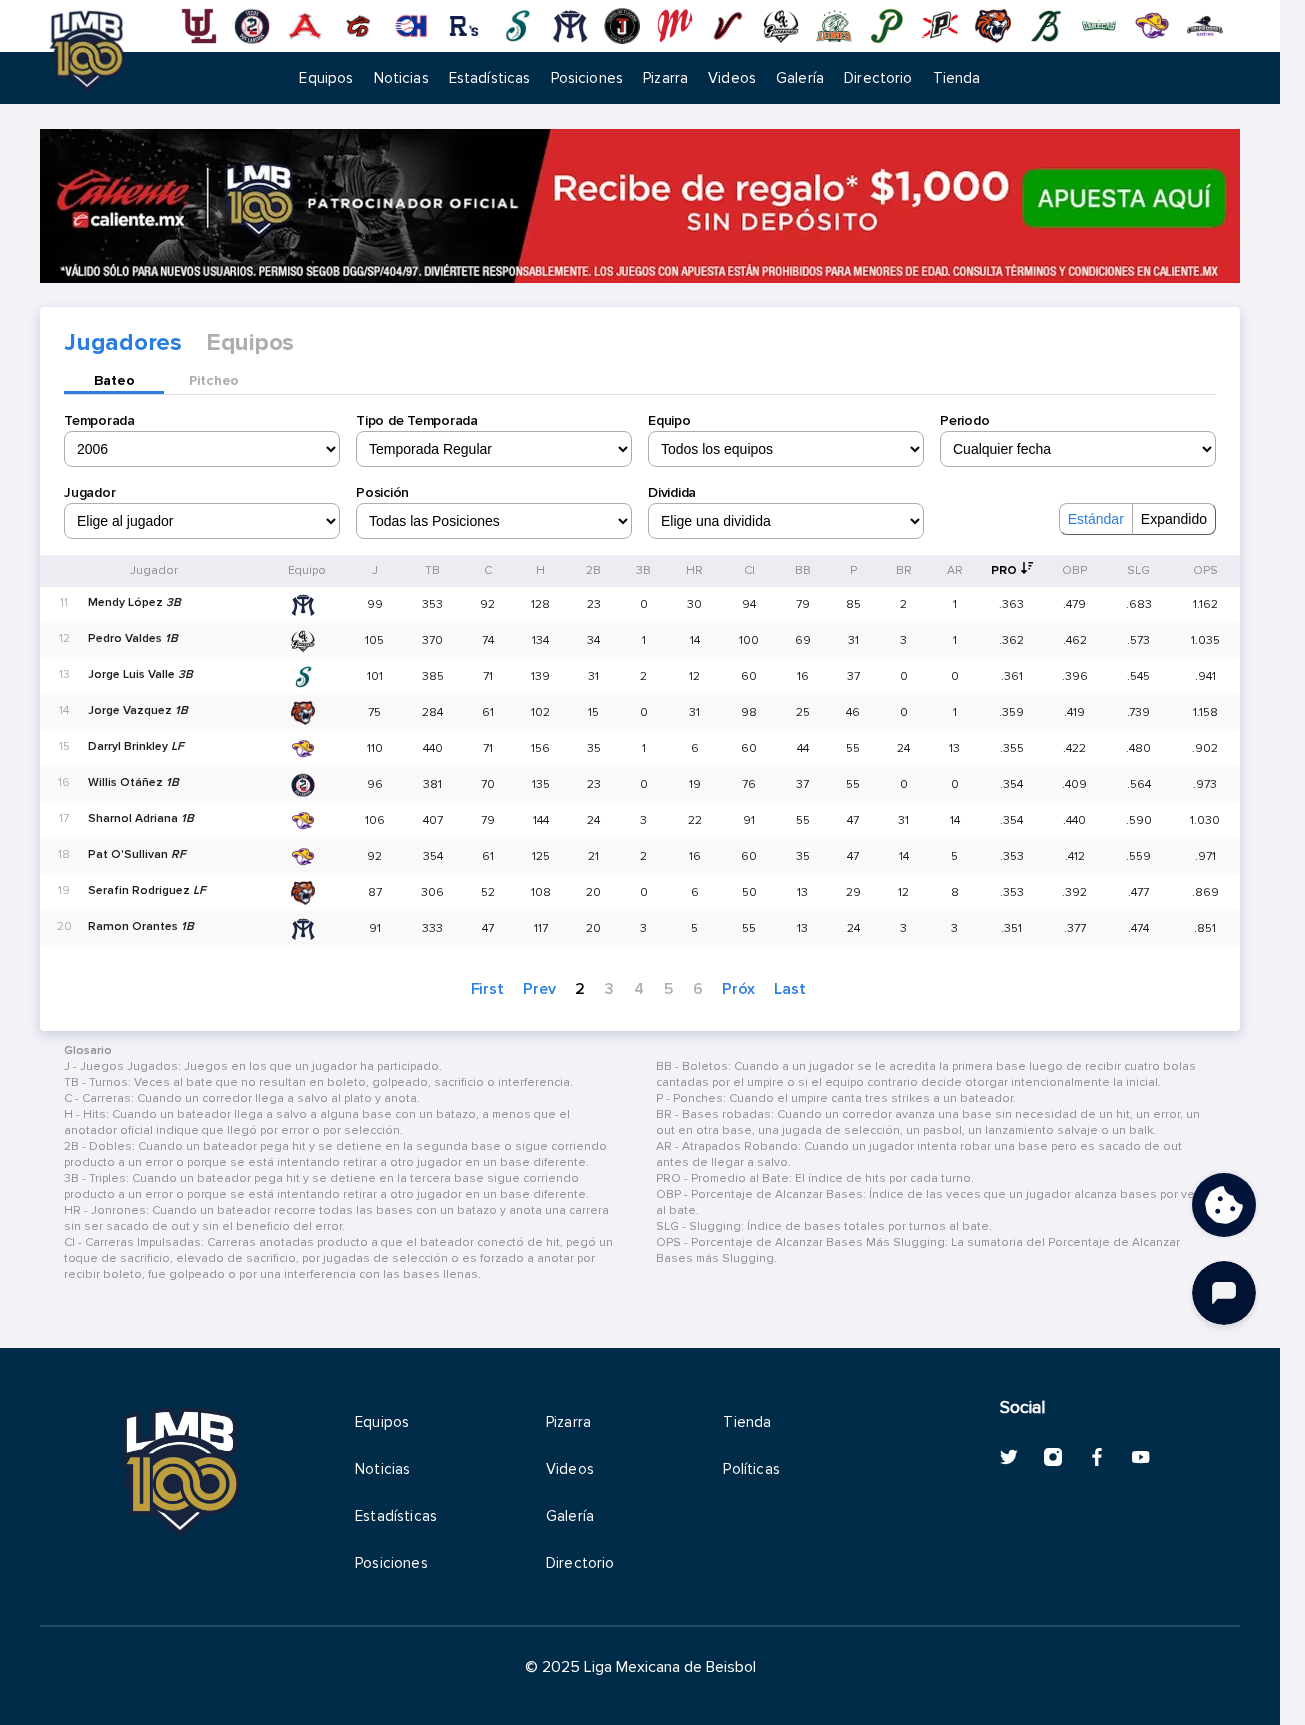 LMB
100
Equipos Noticias Estadísticas Posiciones Pizarra Videos Galería Directorio Tienda
Caliente
caliente.mx
LMB
100
PATROCINADOR OFICIAL
Recibe de regalo* $1,000
SIN DEPÓSITO
APUESTA AQUÍ
*VÁLIDO SÓLO PARA NUEVOS USUARIOS. PERMISO SEGOB DGG/SP/404/97. DIVIÉRTETE RESPONSABLEMENTE. LOS JUEGOS CON APUESTA ESTÁN PROHIBIDOS PARA MENORES DE EDAD. CONSULTA TÉRMINOS Y CONDICIONES EN CALIENTE.MX
Jugadores Equipos
Bateo Pitcheo
Temporada Tipo de Temporada Equipo Periodo
2006 Temporada Regular Todos los equipos Cualquier fecha
Jugador Posición Dividida
Elige al jugador Todas las Posiciones Elige una dividida Estándar Expandido
Jugador Equipo J TB C H 2B 3B HR CI BB P BR AR PRO OBP SLG OPS
11 Mendy López 3B 99 353 92 128 23 0 30 94 79 85 2 1 .363 .479 .683 1.162
12 Pedro Valdes 1B 105 370 74 134 34 1 14 100 69 31 3 1 .362 .462 .573 1.035
13 Jorge Luis Valle 3B 101 385 71 139 31 2 12 60 16 37 0 0 .361 .396 .545 .941
14 Jorge Vazquez 1B 75 284 61 102 15 0 31 98 25 46 0 1 .359 .419 .739 1.158
15 Darryl Brinkley LF 110 440 71 156 35 1 6 60 44 55 24 13 .355 .422 .480 .902
16 Willis Otáñez 1B 96 381 70 135 23 0 19 76 37 55 0 0 .354 .409 .564 .973
17 Sharnol Adriana 1B 106 407 79 144 24 3 22 91 55 47 31 14 .354 .440 .590 1.030
18 Pat O'Sullivan RF 92 354 61 125 21 2 16 60 35 47 14 5 .353 .412 .559 .971
19 Serafin Rodriguez LF 87 306 52 108 20 0 6 50 13 29 12 8 .353 .392 .477 .869
20 Ramon Orantes 1B 91 333 47 117 20 3 5 55 13 24 3 3 .351 .377 .474 .851
First Prev 2 3 4 5 6 Próx Last
Glosario
J - Juegos Jugados: Juegos en los que un jugador ha participado.
TB - Turnos: Veces al bate que no resultan en boleto, golpeado, sacrificio o interferencia.
C - Carreras: Cuando un corredor llega a salvo al plato y anota.
H - Hits: Cuando un bateador llega a salvo a alguna base con un batazo, a menos que el
anotador oficial indique que llegó por error o por selección.
2B - Dobles: Cuando un bateador pega hit y se detiene en la segunda base o sigue corriendo
producto a un error o porque se está intentando retirar a otro jugador en un base diferente.
3B - Triples: Cuando un bateador pega hit y se detiene en la tercera base sigue corriendo
producto a un error o porque se está intentando retirar a otro jugador en un base diferente.
HR - Jonrones: Cuando un bateador recorre todas las bases con un batazo y anota una carrera
sin ser sacado de out y sin el beneficio del error.
CI - Carreras Impulsadas: Carreras anotadas producto a que el bateador conectó de hit, pegó un
toque de sacrificio, elevado de sacrificio, por jugadas de selección o es forzado a anotar por
recibir boleto, fue golpeado o por una interferencia con las bases llenas.
BB - Boletos: Cuando a un jugador se le acredita la primera base luego de recibir cuatro bolas
cantadas por el umpire o si el equipo contrario decide otorgar intencionalmente la inicial.
P - Ponches: Cuando el umpire canta tres strikes a un bateador.
BR - Bases robadas: Cuando un corredor avanza una base sin necesidad de un hit, un error, un
out en otra base, una jugada de selección, un pasbol, un lanzamiento salvaje o un balk.
AR - Atrapados Robando: Cuando un jugador intenta robar una base pero es sacado de out
antes de llegar a salvo.
PRO - Promedio al Bate: El índice de hits por cada turno.
OBP - Porcentaje de Alcanzar Bases: Índice de las veces que un jugador alcanza bases por ve
al bate.
SLG - Slugging: Índice de bases totales por turnos al bate.
OPS - Porcentaje de Alcanzar Bases Más Slugging: La sumatoria del Porcentaje de Alcanzar
Bases más Slugging.
LMB
100
Equipos Pizarra Tienda
Noticias Videos Políticas
Estadísticas Galería
Posiciones Directorio
Social
© 2025 Liga Mexicana de Beisbol